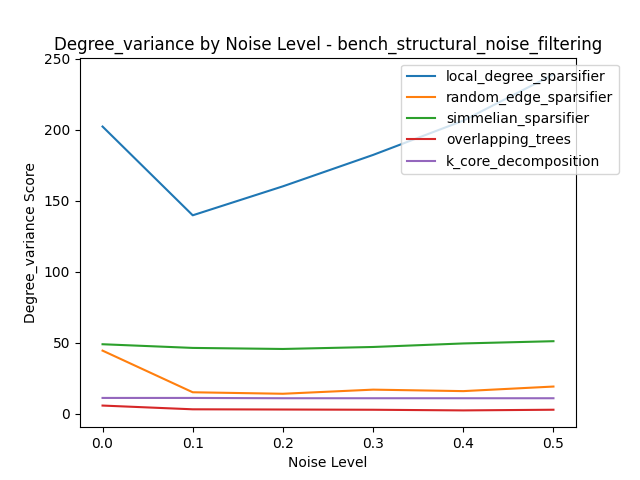 Degree_variance by Noise Level - bench_structural_noise_filtering
250
200
150
100
50
0
Degree_variance Score
local_degree_sparsifier
random_edge_sparsifier
simmelian_sparsifier
overlapping_trees
k_core_decomposition
0.0 0.1 0.2 0.3 0.4 0.5
Noise Level